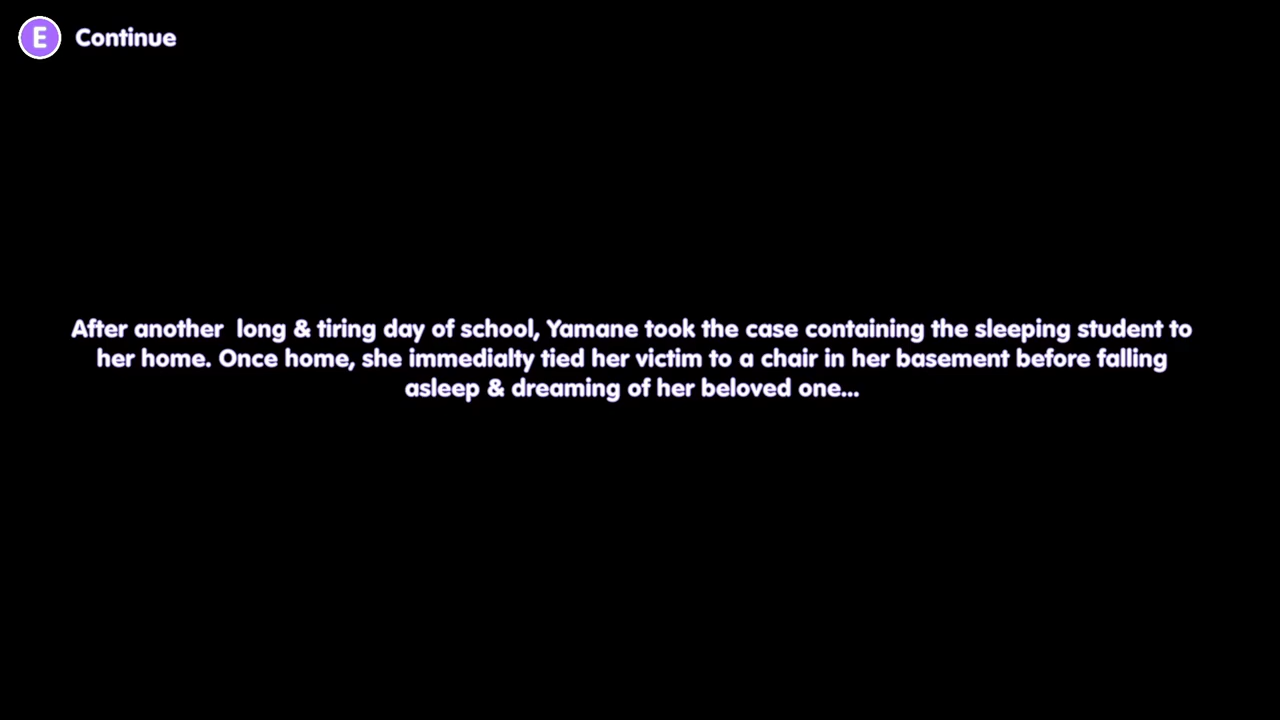 E Continue
After another  long & tiring day of school, Yamane took the case containing the sleeping student to
her home. Once home, she immedialty tied her victim to a chair in her basement before falling
asleep & dreaming of her beloved one...